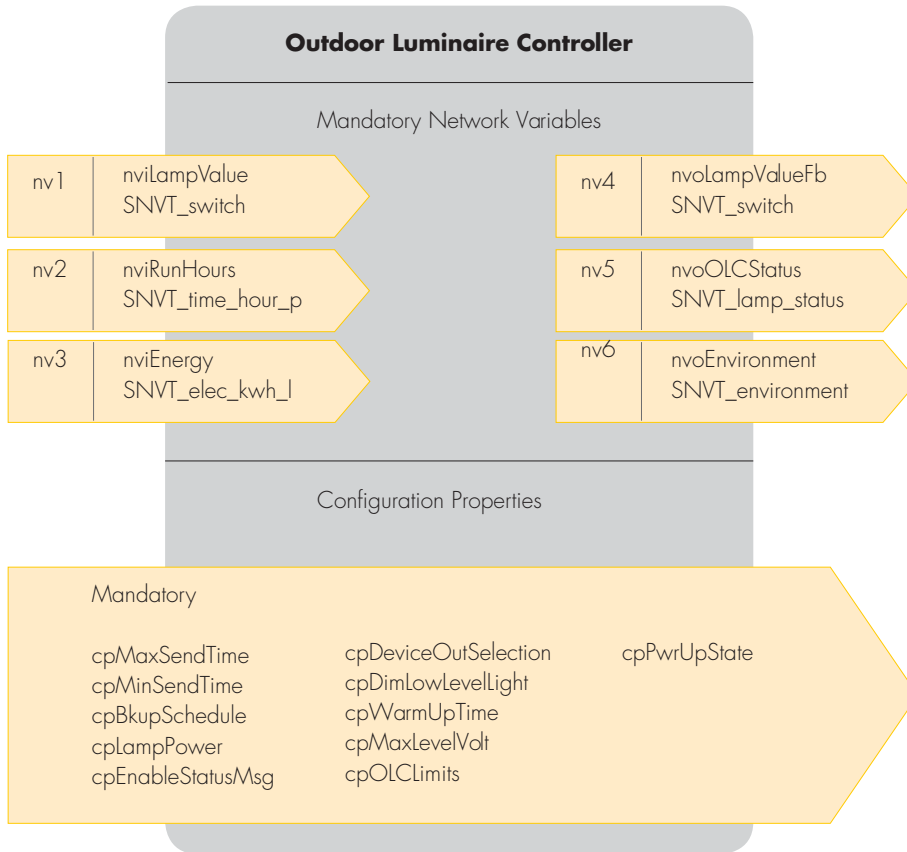 Outdoor Luminaire Controller
Mandatory Network Variables
nv1
nviLampValue
SNVT_switch
nv2
nviRunHours
SNVT_time_hour_p
nv3
nviEnergy
SNVT_elec_kwh_l
nv4
nvoLampValueFb
SNVT_switch
nv5
nvoOLCStatus
SNVT_lamp_status
nv6
nvoEnvironment
SNVT_environment
Configuration Properties
Mandatory
cpMaxSendTime
cpMinSendTime
cpBkupSchedule
cpLampPower
cpEnableStatusMsg
cpDeviceOutSelection
cpDimLowLevelLight
cpWarmUpTime
cpMaxLevelVolt
cpOLCLimits
cpPwrUpState